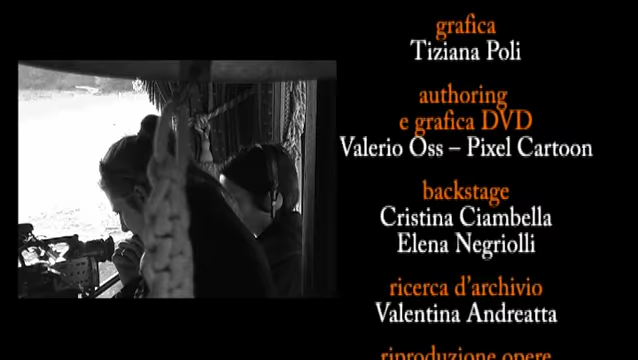 grafica
Tiziana Poli
authoring
e grafica DVD
Valerio Oss – Pixel Cartoon
backstage
Cristina Ciambella
Elena Negriolli
ricerca d'archivio
Valentina Andreatta
riproduzione opere